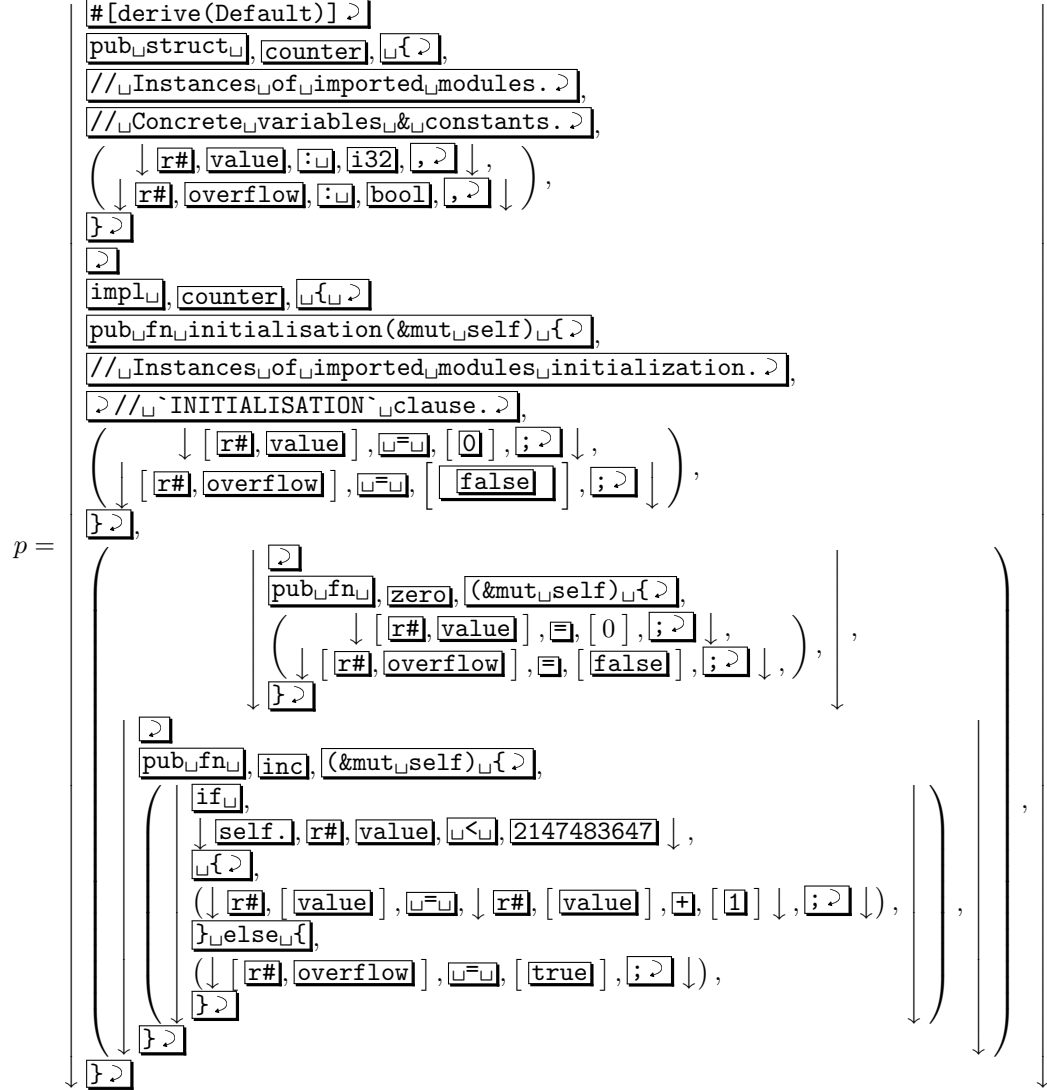 #[derive(Default)] ⤸
pub␣struct␣, counter, ␣{⤸,
//␣Instances␣of␣imported␣modules.⤸,
//␣Concrete␣variables␣&␣constants.⤸,
( ↓ r#, value, :␣, i32, ,⤸ ↓,
↓ r#, overflow, :␣, bool, ,⤸ ↓ ),
}⤸
⤸
impl␣, counter, ␣{␣⤸
pub␣fn␣initialisation(&mut␣self)␣{⤸,
//␣Instances␣of␣imported␣modules␣initialization.⤸,
⤸//␣`INITIALISATION`␣clause.⤸,
( ↓ [ r#, value ], ␣=␣, [ 0 ], ;⤸ ↓,
↓ [ r#, overflow ], ␣=␣, [ false ], ;⤸ ↓ ),
}⤸,
p =
⤸
pub␣fn␣, zero, (&mut␣self)␣{⤸,
( ↓ [ r#, value ], =, [ 0 ], ;⤸ ↓,
↓ [ r#, overflow ], =, [ false ], ;⤸ ↓, ),
}⤸
,
⤸
pub␣fn␣, inc, (&mut␣self)␣{⤸,
if␣,
↓ self., r#, value, ␣<␣, 2147483647 ↓,
␣{⤸,
(↓ r#, [ value ], ␣=␣, ↓ r#, [ value ], +, [ 1 ] ↓, ;⤸ ↓),
}␣else␣{,
(↓ [ r#, overflow ], ␣=␣, [ true ], ;⤸ ↓),
}⤸
,
}⤸
,
}⤸